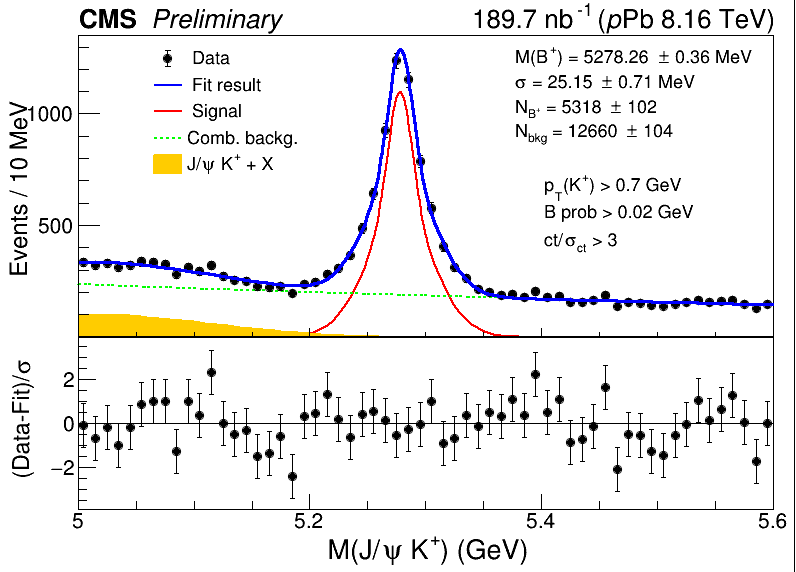 CMS Preliminary 189.7 nb⁻¹ (pPb 8.16 TeV)
Data
Fit result
Signal
Comb. backg.
J/ψ K⁺ + X
M(B⁺) = 5278.26 ± 0.36 MeV
σ = 25.15 ± 0.71 MeV
N_B⁺ = 5318 ± 102
N_bkg = 12660 ± 104
p_T(K⁺) > 0.7 GeV
B prob > 0.02 GeV
ct/σ_ct > 3
Events / 10 MeV
1000
500
(Data-Fit)/σ
2
0
−2
5 5.2 5.4 5.6
M(J/ψ K⁺) (GeV)